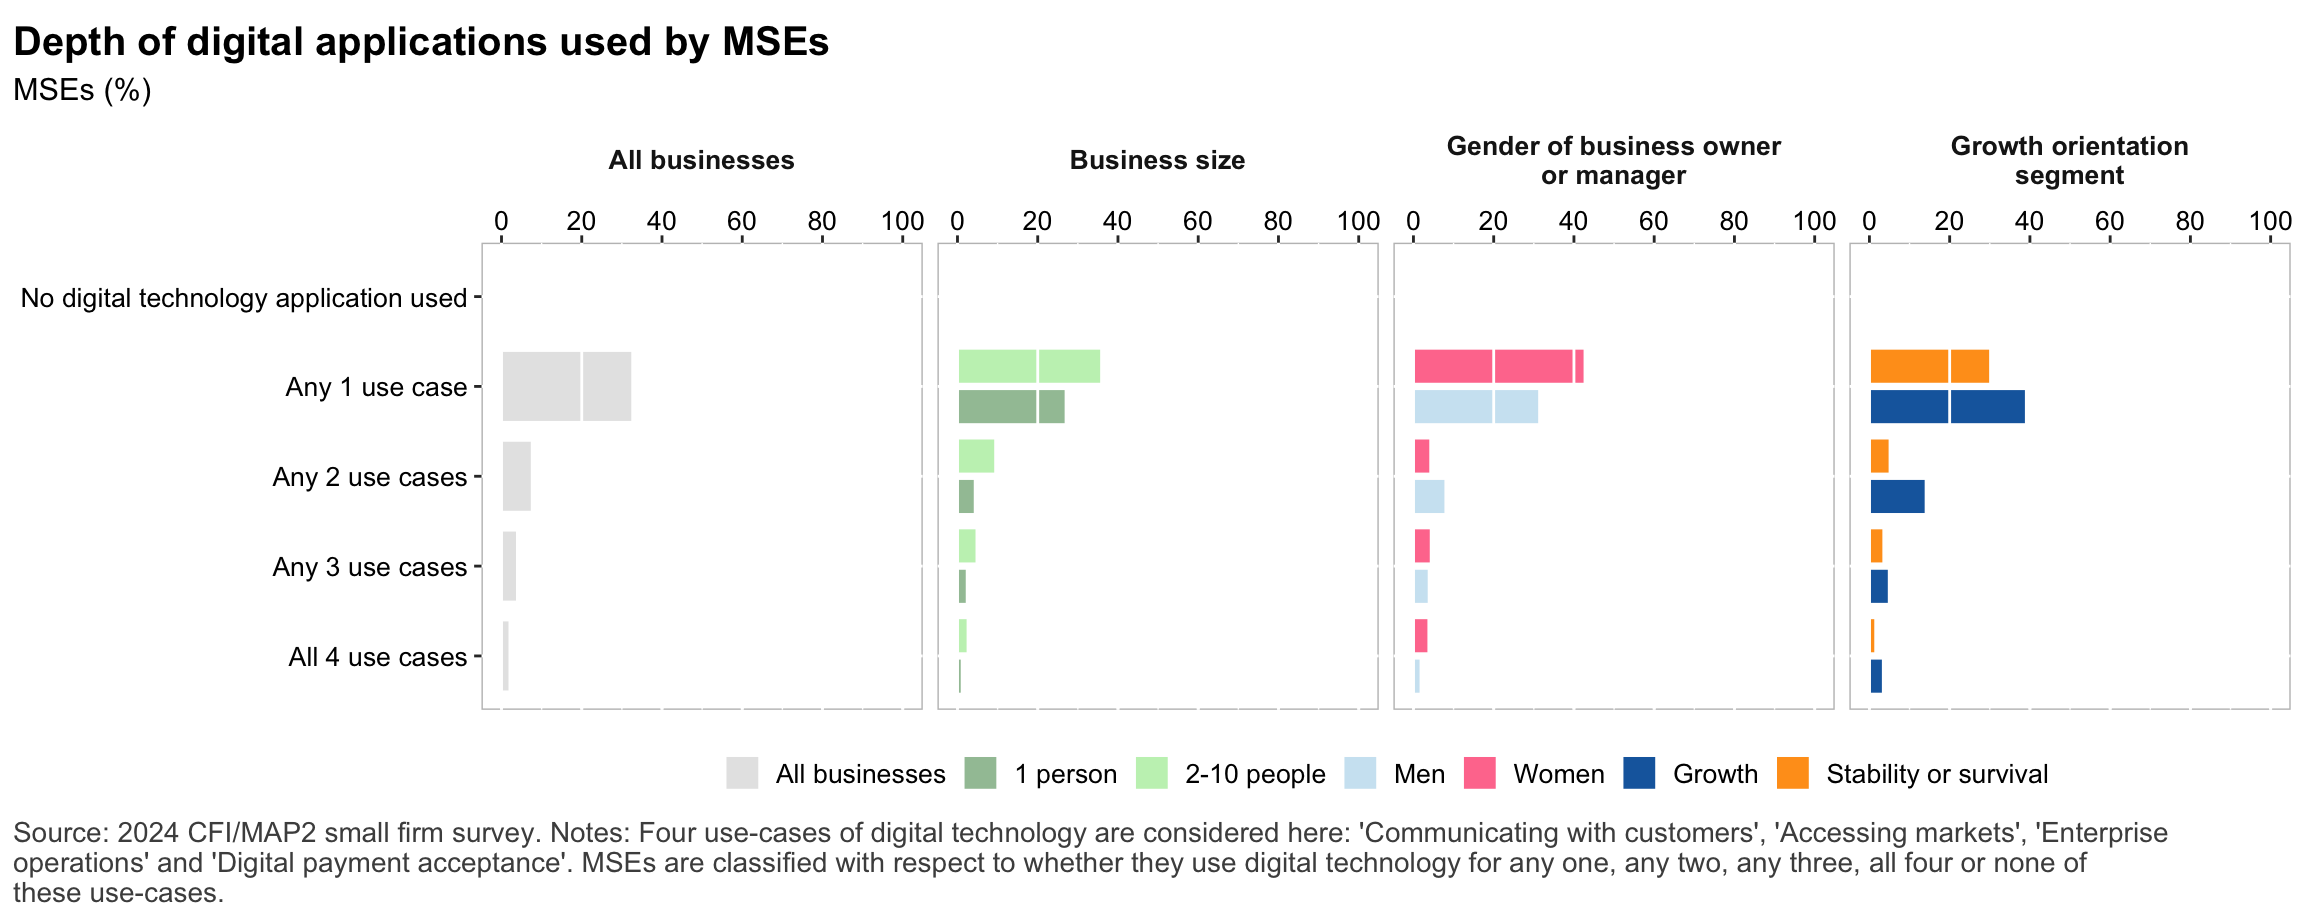 Depth of digital applications used by MSEs
MSEs (%)
All businesses
Business size
Gender of business owner
or manager
Growth orientation
segment
0 20 40 60 80 100
0 20 40 60 80 100
0 20 40 60 80 100
0 20 40 60 80 100
No digital technology application used
Any 1 use case
Any 2 use cases
Any 3 use cases
All 4 use cases
All businesses 1 person 2-10 people Men Women Growth Stability or survival
Source: 2024 CFI/MAP2 small firm survey. Notes: Four use-cases of digital technology are considered here: 'Communicating with customers', 'Accessing markets', 'Enterprise
operations' and 'Digital payment acceptance'. MSEs are classified with respect to whether they use digital technology for any one, any two, any three, all four or none of
these use-cases.